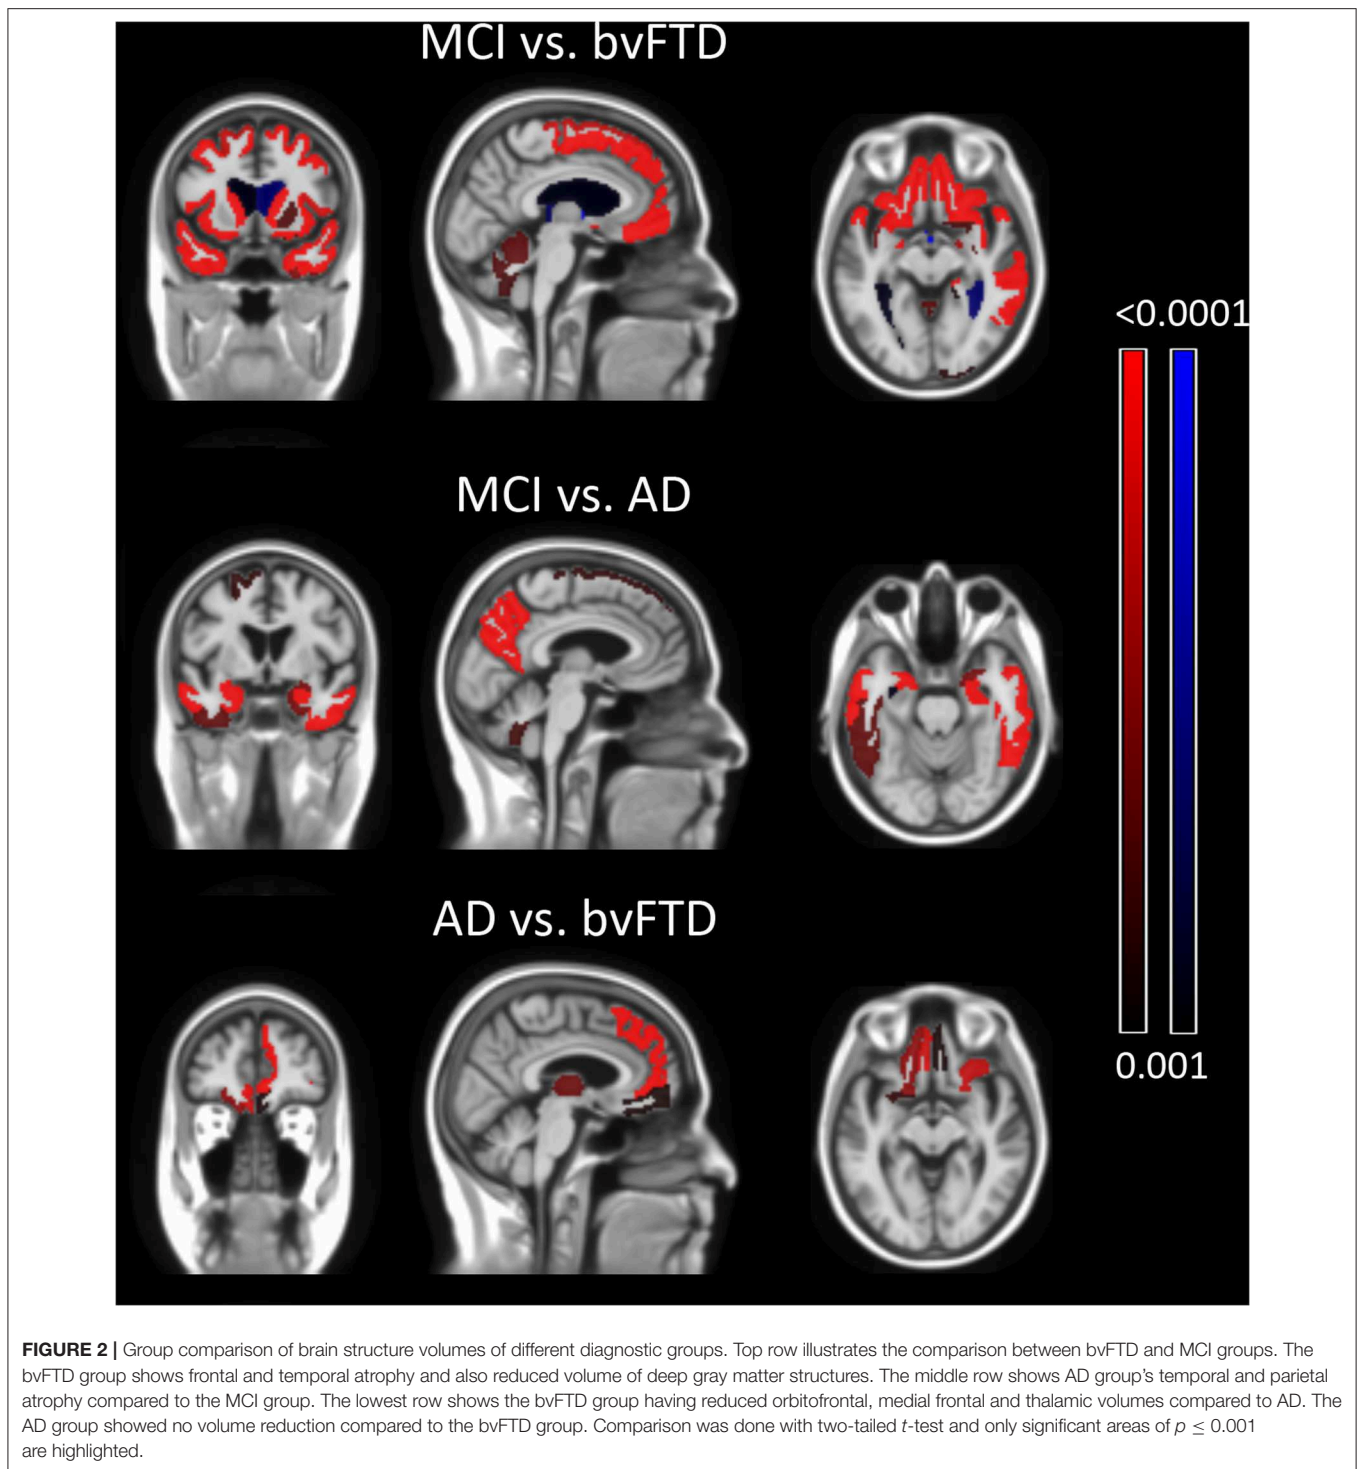 MCI vs. bvFTD
<0.0001
MCI vs. AD
AD vs. bvFTD
0.001
FIGURE 2 | Group comparison of brain structure volumes of different diagnostic groups. Top row illustrates the comparison between bvFTD and MCI groups. The
bvFTD group shows frontal and temporal atrophy and also reduced volume of deep gray matter structures. The middle row shows AD group's temporal and parietal
atrophy compared to the MCI group. The lowest row shows the bvFTD group having reduced orbitofrontal, medial frontal and thalamic volumes compared to AD. The
AD group showed no volume reduction compared to the bvFTD group. Comparison was done with two-tailed t-test and only significant areas of p ≤ 0.001
are highlighted.